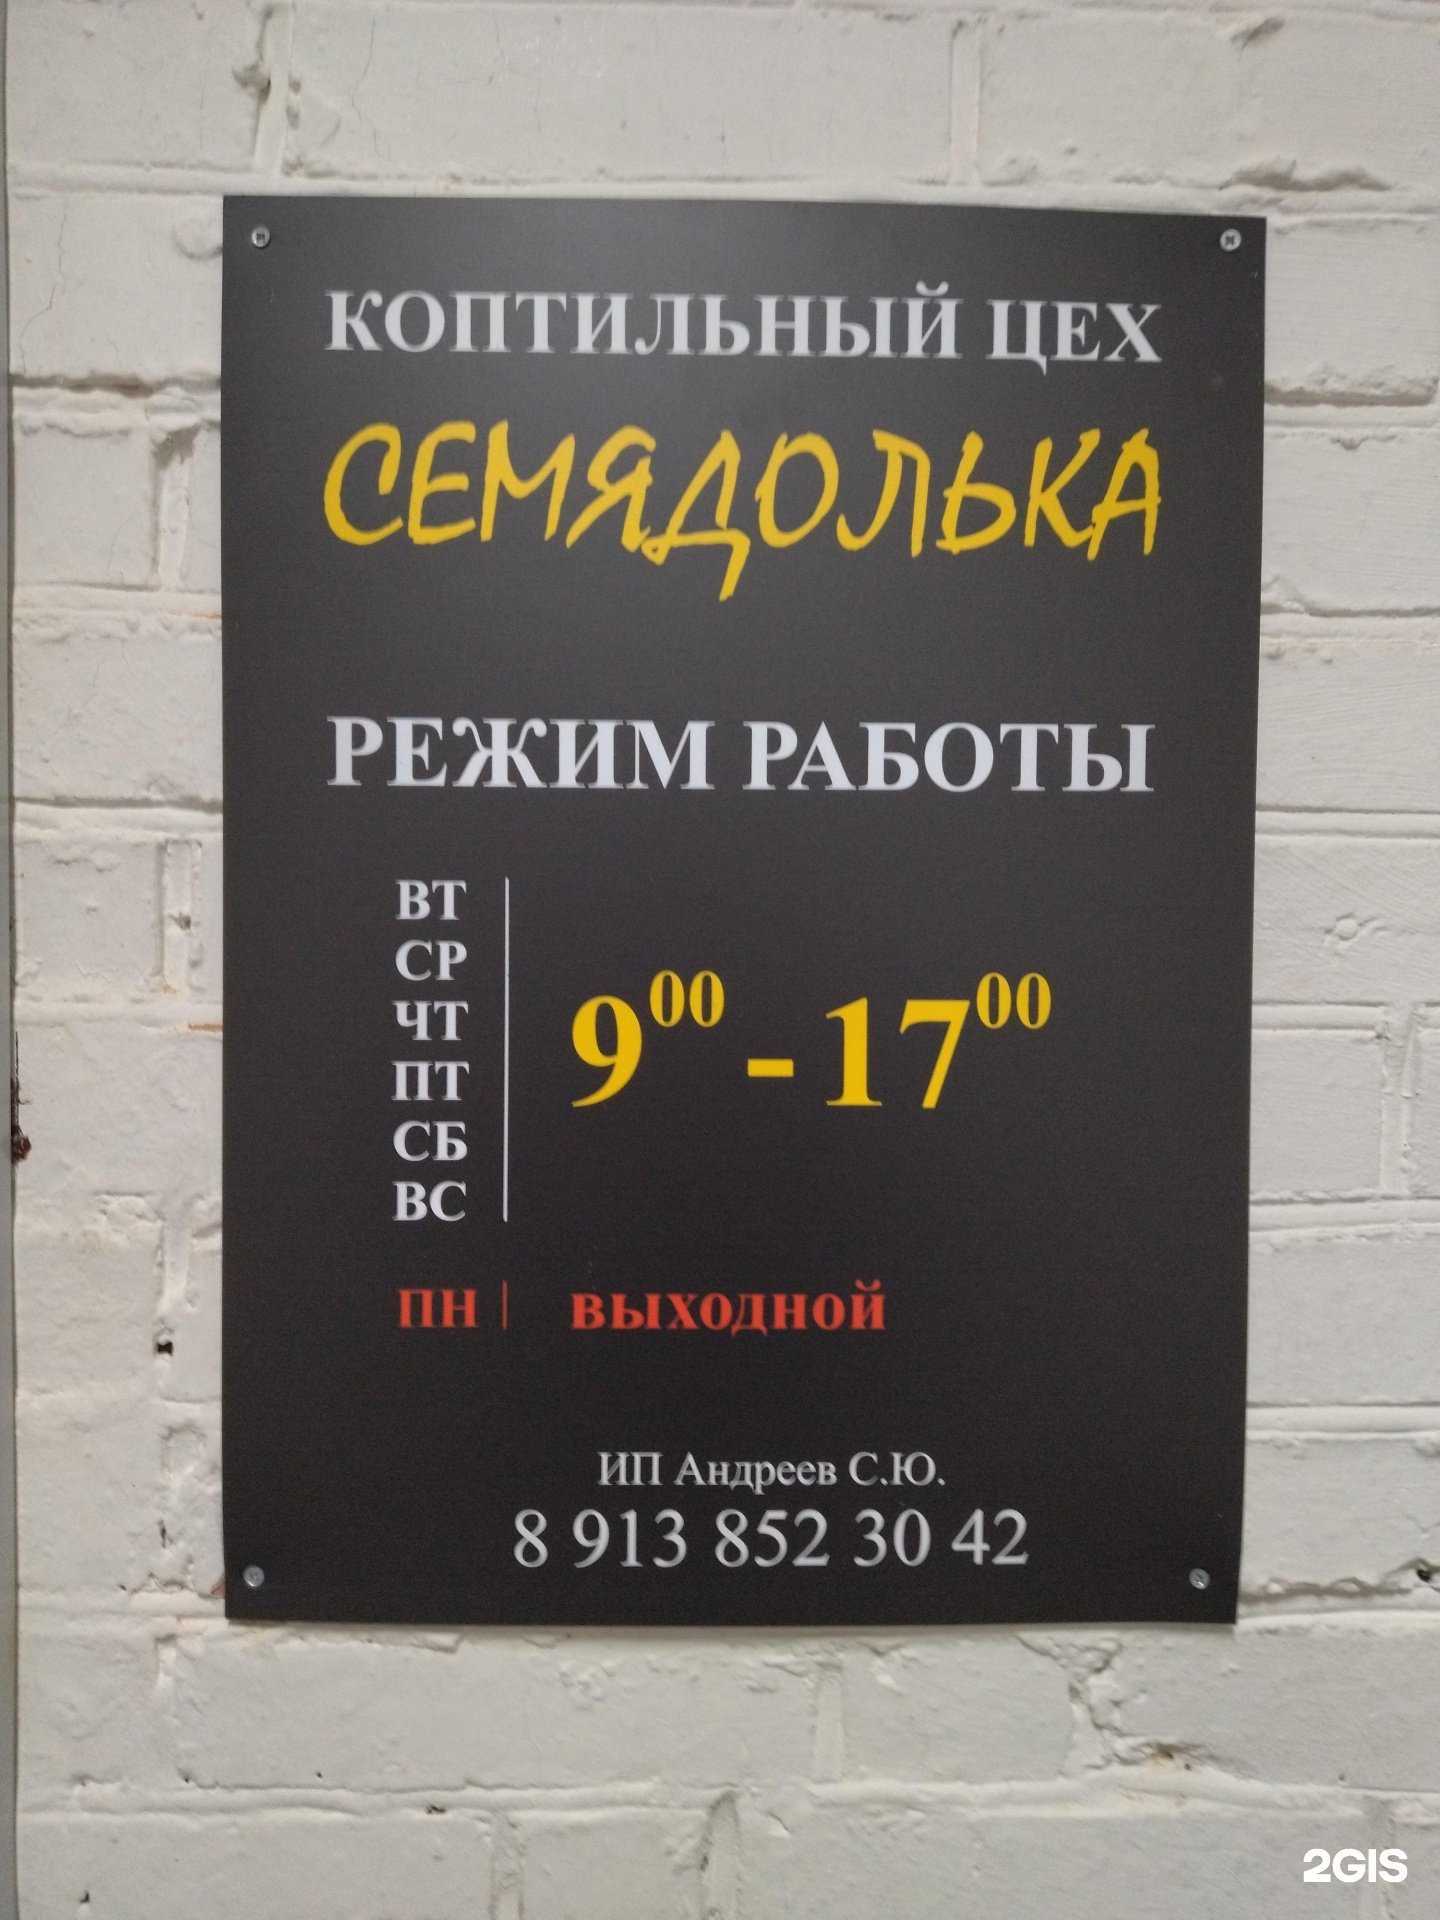 КОПТИЛЬНЫЙ ЦЕХ
СЕМЯДОЛЬКА
РЕЖИМ РАБОТЫ
ВТ
СР
ЧТ
ПТ
СБ
ВС
9⁰⁰ - 17⁰⁰
ПН | ВЫХОДНОЙ
ИП Андреев С.Ю.
8 913 852 30 42
2GIS